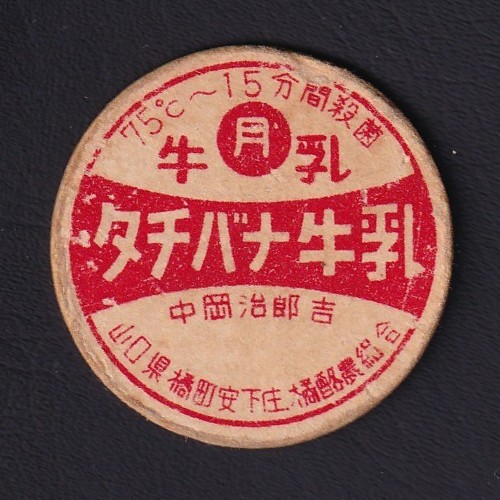 75℃〜15分間殺菌
牛 月 乳
タチバナ牛乳
中岡治郎吉
山口県橘町安下庄.橘酪農組合